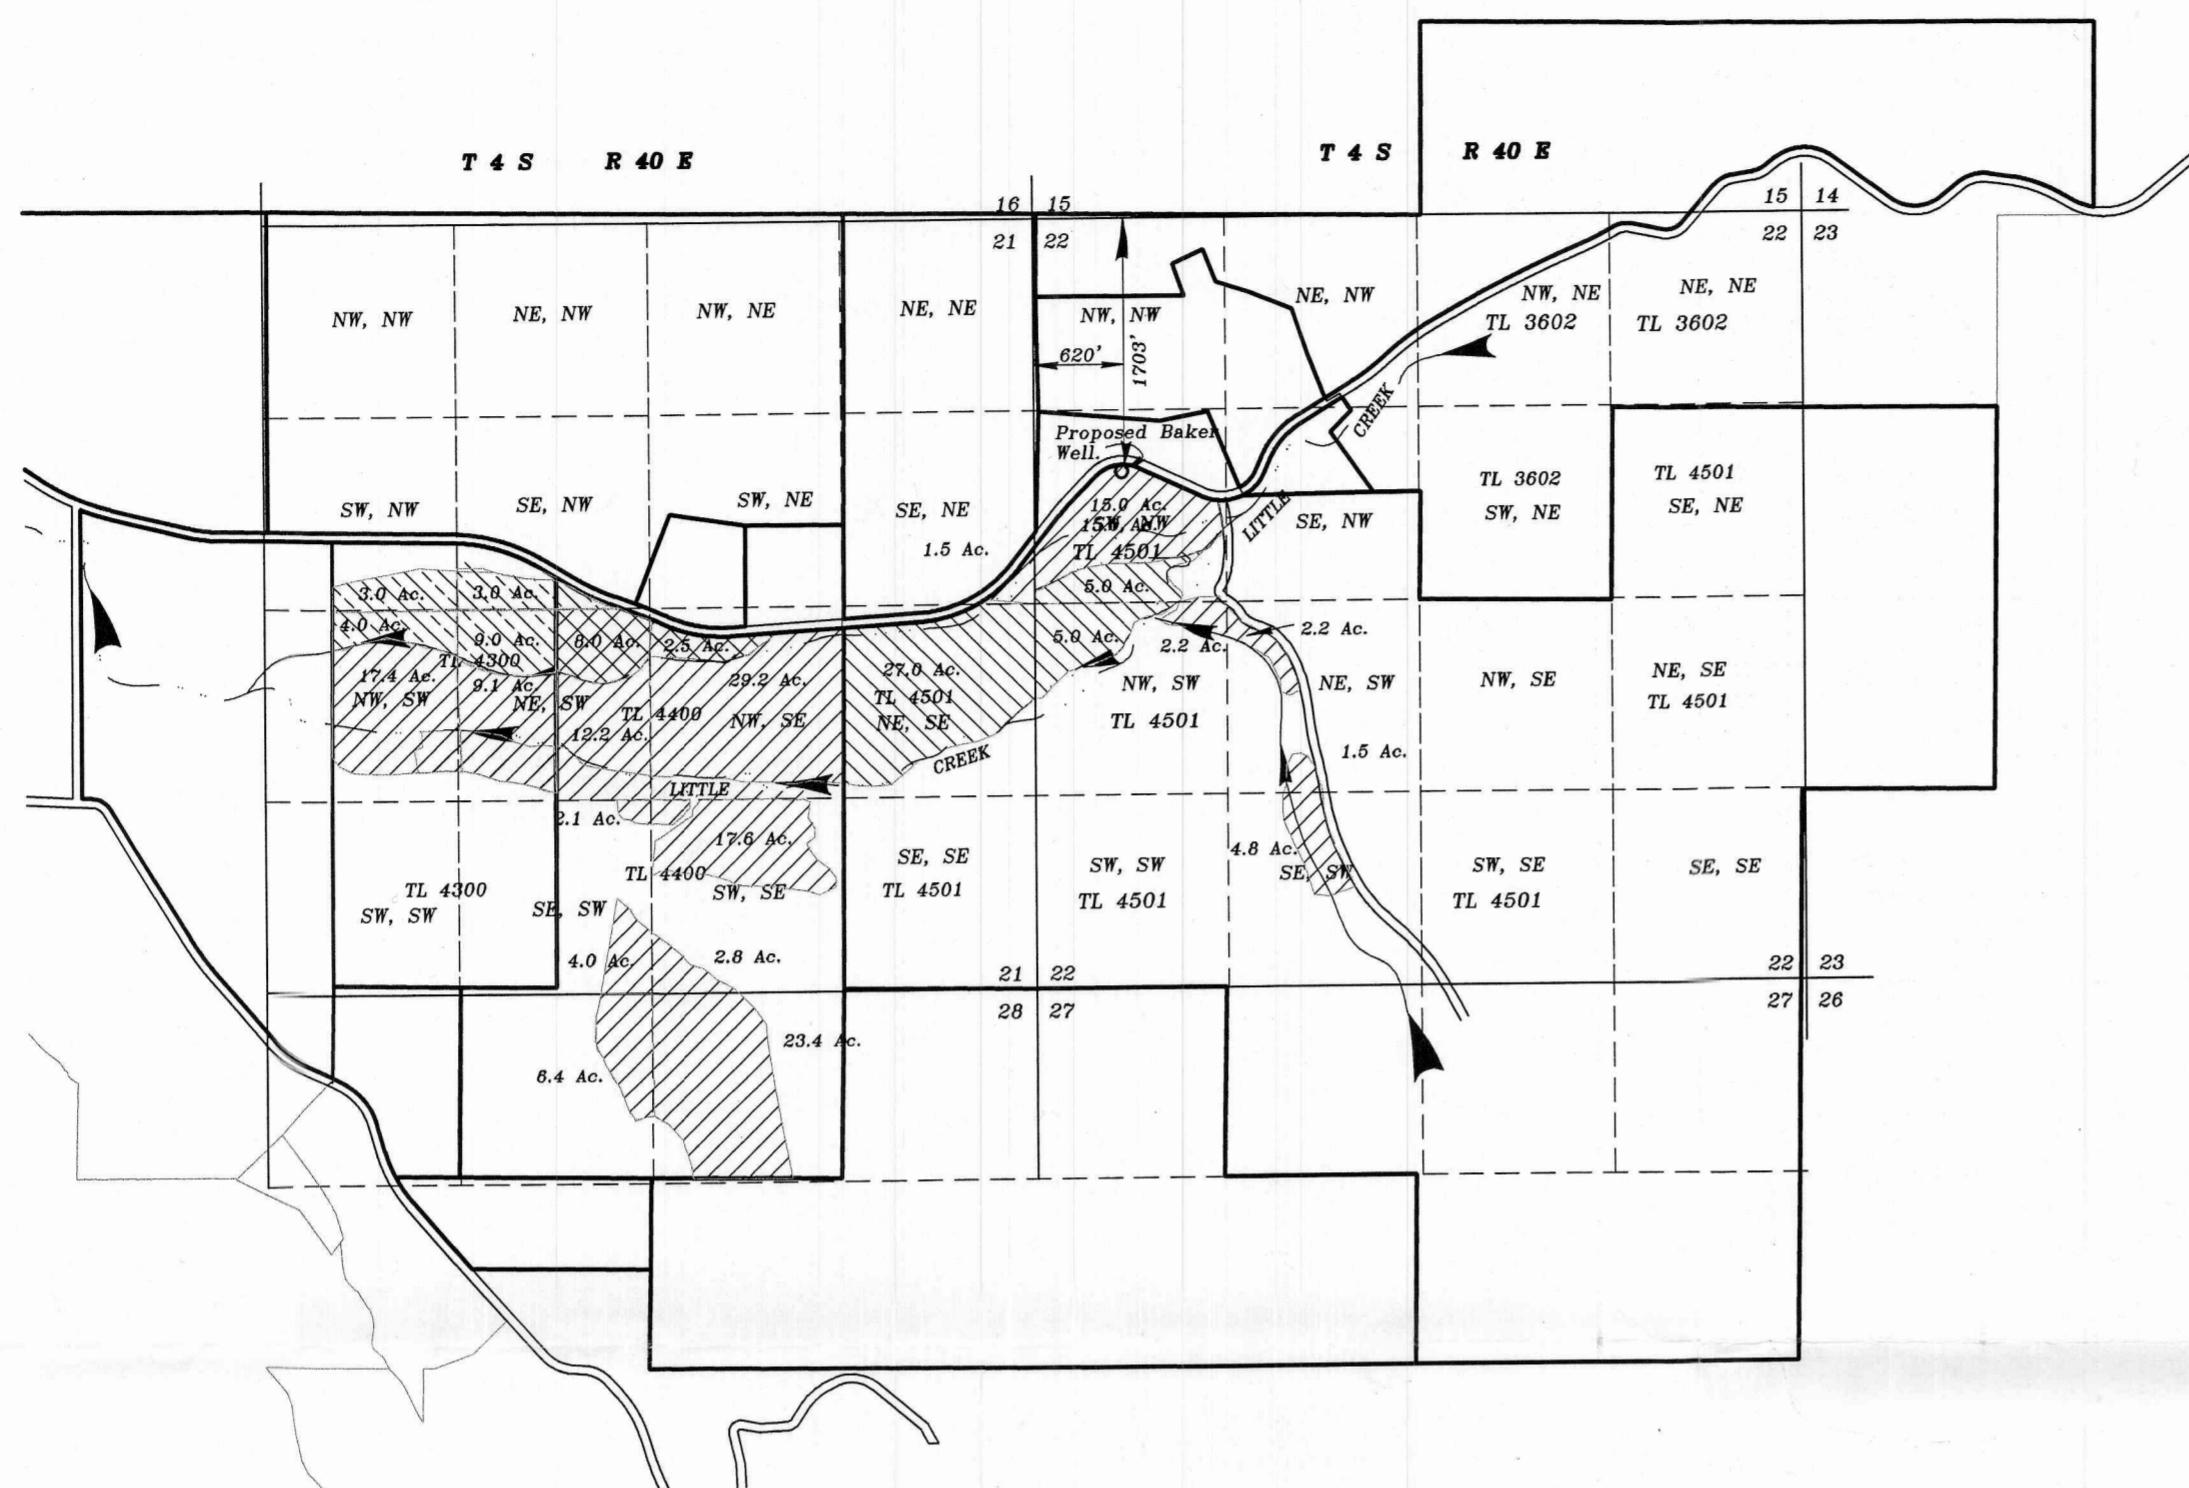 T 4 S R 40 E
T 4 S R 40 E
16 15
21 22
15 14
22 23
NW, NW
NE, NW
NW, NE
NE, NE
NW, NW
NE, NW
NW, NE
TL 3602
NE, NE
TL 3602
620'
1703'
CREEK
Proposed Baker
Well.
SW, NW
SE, NW
SW, NE
SE, NE
1.5 Ac.
15.0 Ac.
SW, NW
TL 4501
LITTLE
SE, NW
TL 3602
SW, NE
TL 4501
SE, NE
3.0 Ac.
3.0 Ac.
5.0 Ac.
4.0 Ac.
9.0 Ac.
8.0 Ac.
2.5 Ac.
5.0 Ac.
2.2 Ac.
2.2 Ac.
TL 4300
17.4 Ac.
NW, SW
9.1 Ac.
NE, SW
TL 4400
12.2 Ac.
29.2 Ac.
NW, SE
27.0 Ac.
TL 4501
NE, SE
NW, SW
TL 4501
NE, SW
1.5 Ac.
NW, SE
NE, SE
TL 4501
CREEK
LITTLE
2.1 Ac.
17.6 Ac.
TL 4400
SW, SE
TL 4300
SW, SW
SE, SW
SE, SE
TL 4501
SW, SW
TL 4501
4.8 Ac.
SE, SW
SW, SE
TL 4501
SE, SE
4.0 Ac.
2.8 Ac.
21 22
28 27
22 23
27 26
23.4 Ac.
6.4 Ac.